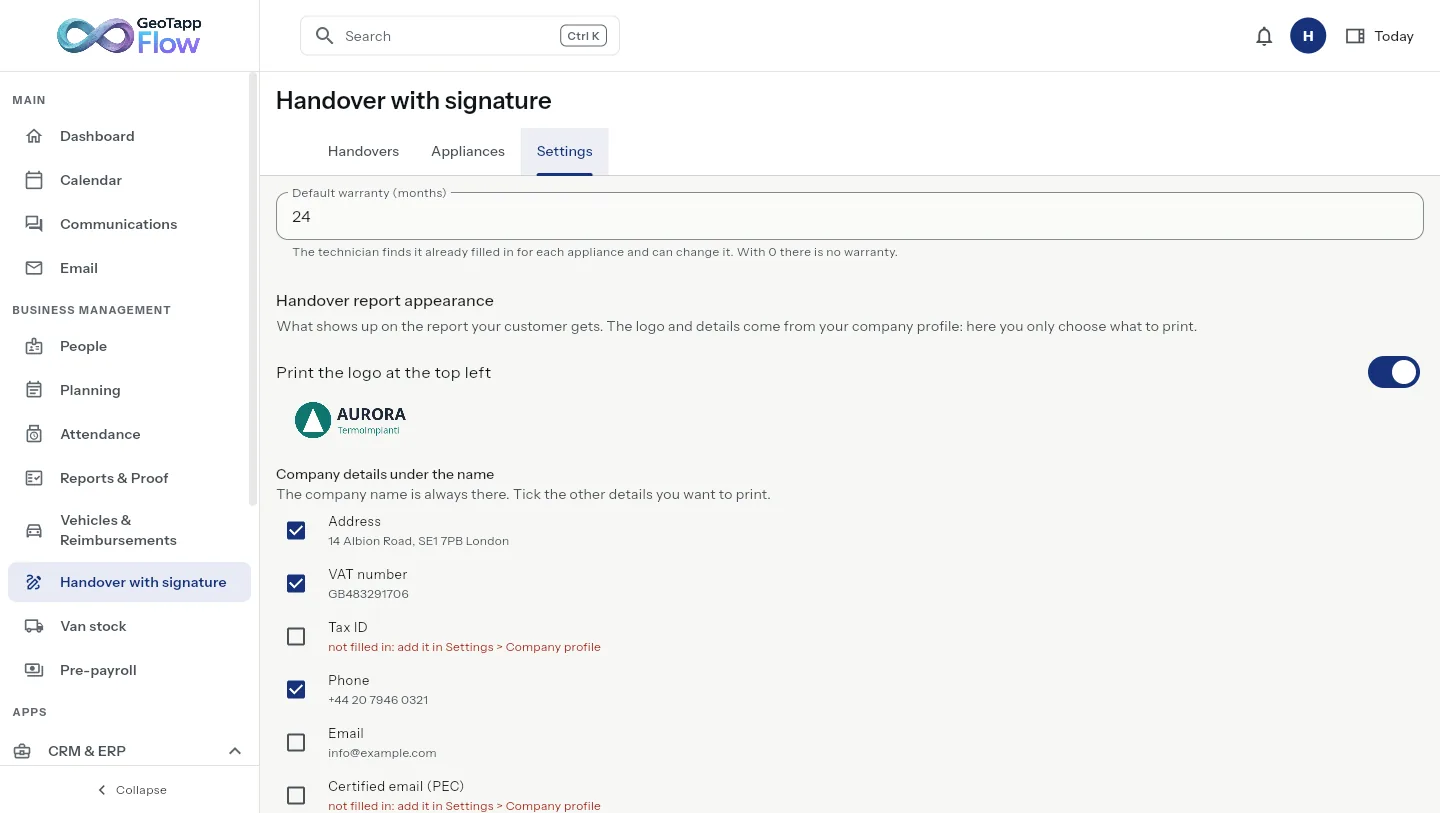 GeoTapp
Flow
Search
Ctrl K
H
Today
MAIN
Dashboard
Calendar
Communications
Email
BUSINESS MANAGEMENT
People
Planning
Attendance
Reports & Proof
Vehicles &
Reimbursements
Handover with signature
Van stock
Pre-payroll
APPS
CRM & ERP
Collapse
Handover with signature
Handovers
Appliances
Settings
Default warranty (months)
24
The technician finds it already filled in for each appliance and can change it. With 0 there is no warranty.
Handover report appearance
What shows up on the report your customer gets. The logo and details come from your company profile: here you only choose what to print.
Print the logo at the top left
AURORA
Termoimpianti
Company details under the name
The company name is always there. Tick the other details you want to print.
Address
14 Albion Road, SE1 7PB London
VAT number
GB483291706
Tax ID
not filled in: add it in Settings > Company profile
Phone
+44 20 7946 0321
Email
info@example.com
Certified email (PEC)
not filled in: add it in Settings > Company profile